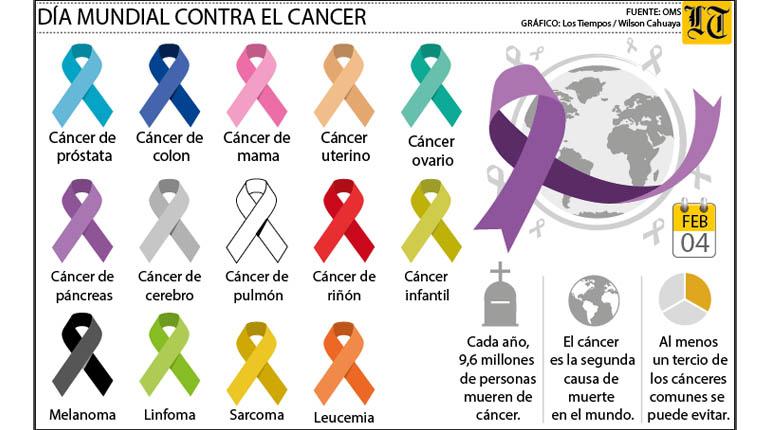 DÍA MUNDIAL CONTRA EL CANCER
FUENTE: OMS
GRÁFICO: Los Tiempos / Wilson Cahuaya
LT
Cáncer de
próstata
Cáncer de
colon
Cáncer de
mama
Cáncer
uterino
Cáncer
ovario
Cáncer de
páncreas
Cáncer de
cerebro
Cáncer de
pulmón
Cáncer de
riñón
Cáncer
infantil
Melanoma
Linfoma
Sarcoma
Leucemia
FEB
04
Cada año,
9,6 millones
de personas
mueren de
cáncer.
El cáncer
es la segunda
causa de
muerte
en el mundo.
Al menos
un tercio de
los cánceres
comunes se
puede evitar.